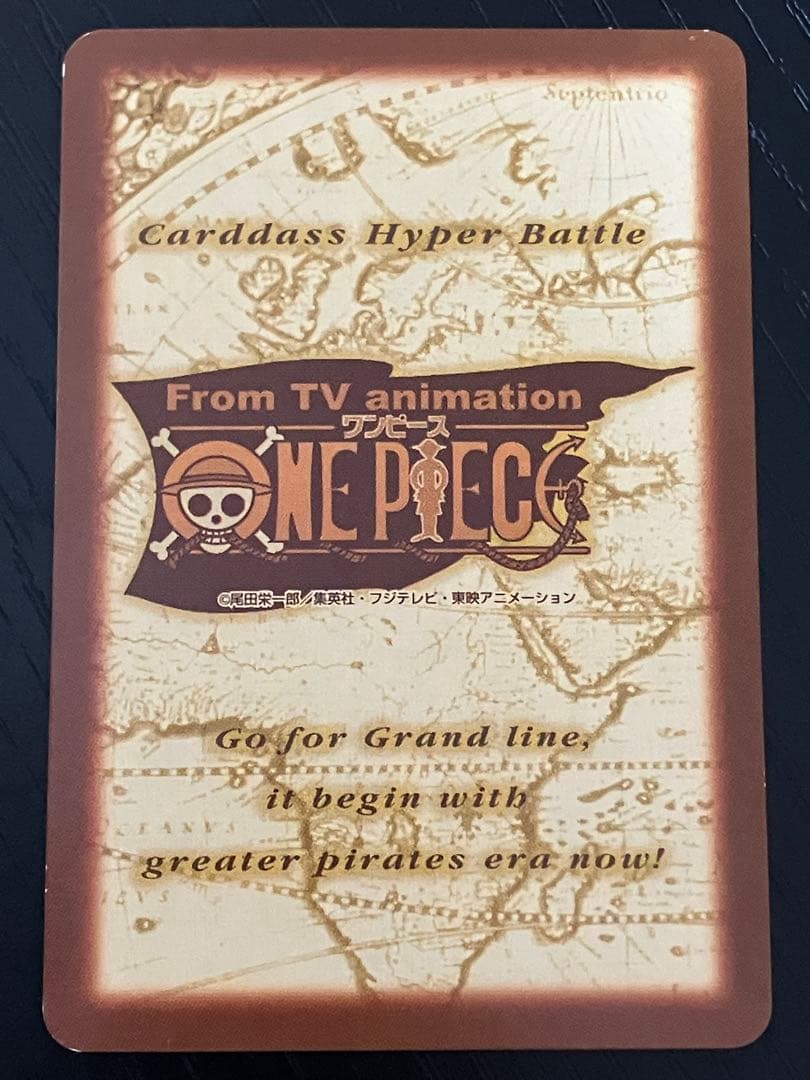 Septentrio
Carddass Hyper Battle
From TV animation
ワンピース
ONE PIECE
©尾田栄一郎／集英社・フジテレビ・東映アニメーション
Go for Grand line,
it begin with
greater pirates era now!